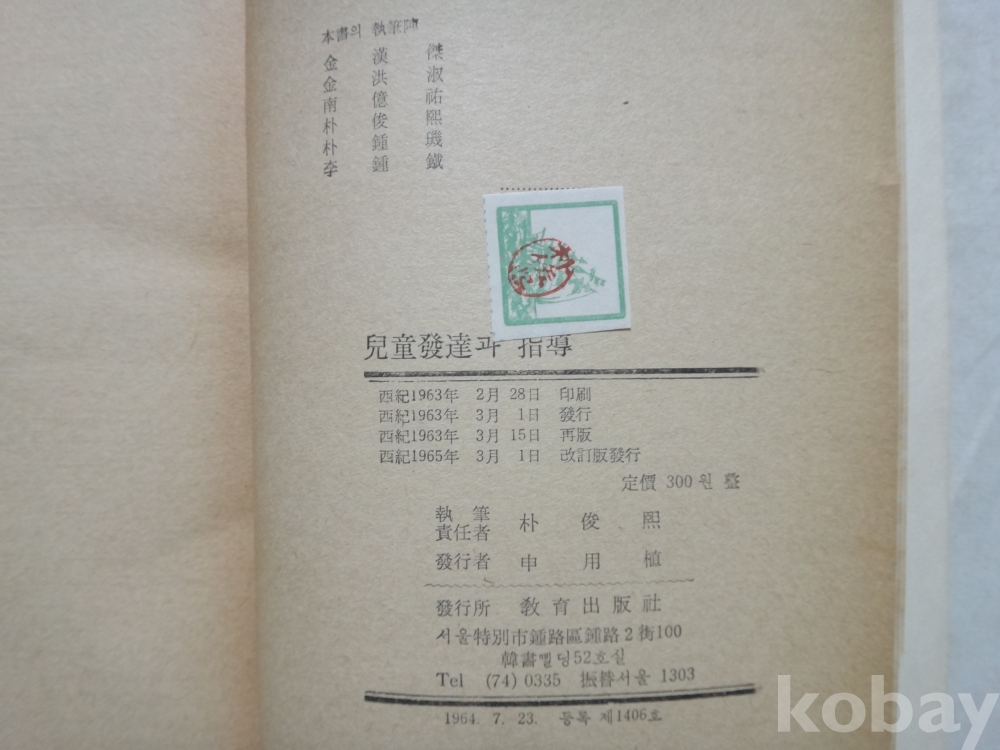 本書의 執筆陣
金 漢 傑
金 洪 淑
南 億 祐
朴 俊 熙
朴 鍾 璣
李 鍾 鐵
兒童發達과 指導
西紀1963年 2月 28日 印刷
西紀1963年 3月 1日 發行
西紀1963年 3月 15日 再版
西紀1965年 3月 1日 改訂版發行
定價 300원 整
執筆責任者 朴俊熙
發行者 申用植
發行所 敎育出版社
서울特別市鍾路區鍾路2街100
韓書삘딩52호실
Tel (74) 0335 振替서울 1303
1964. 7. 23. 등록 제1406호
kobay